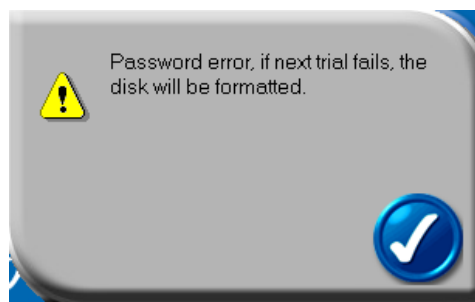 Password error, if next trial fails, the
disk will be formatted.